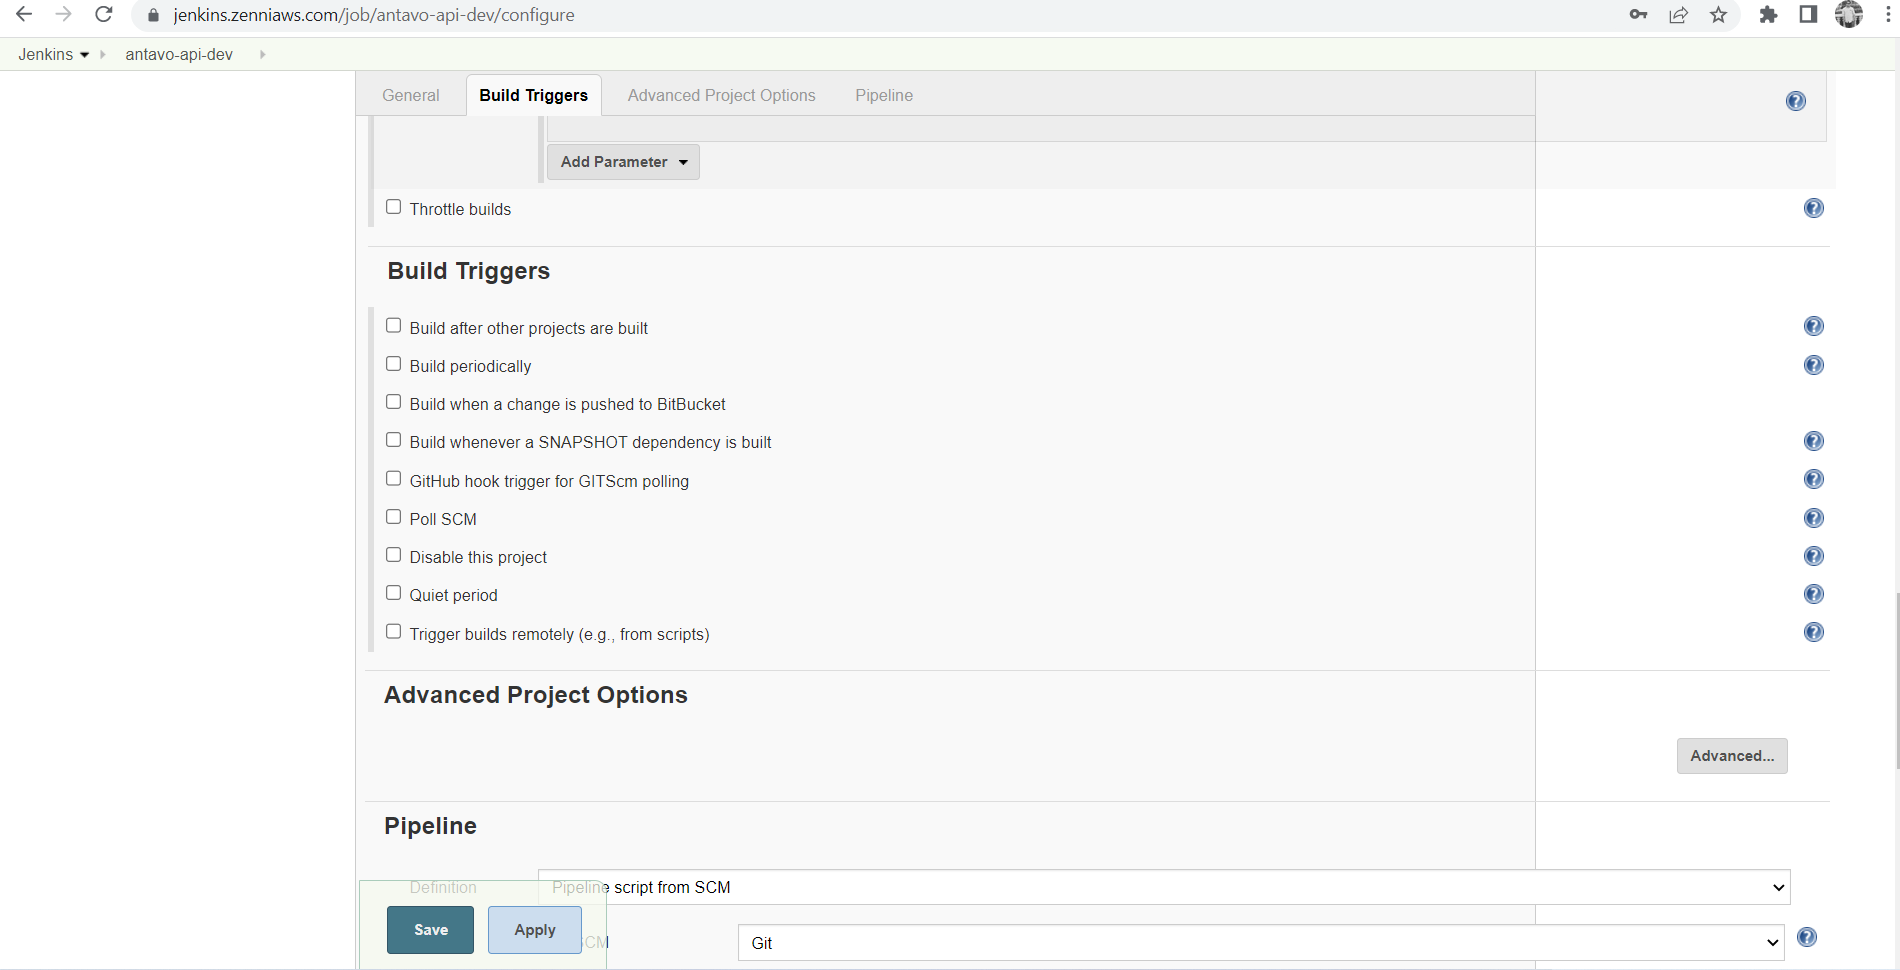 jenkins.zenniaws.com/job/antavo-api-dev/configure
Jenkins antavo-api-dev
General Build Triggers Advanced Project Options Pipeline
Add Parameter
Throttle builds
Build Triggers
Build after other projects are built
Build periodically
Build when a change is pushed to BitBucket
Build whenever a SNAPSHOT dependency is built
GitHub hook trigger for GITScm polling
Poll SCM
Disable this project
Quiet period
Trigger builds remotely (e.g., from scripts)
Advanced Project Options
Advanced...
Pipeline
Definition Pipeline script from SCM
Save Apply SCM Git